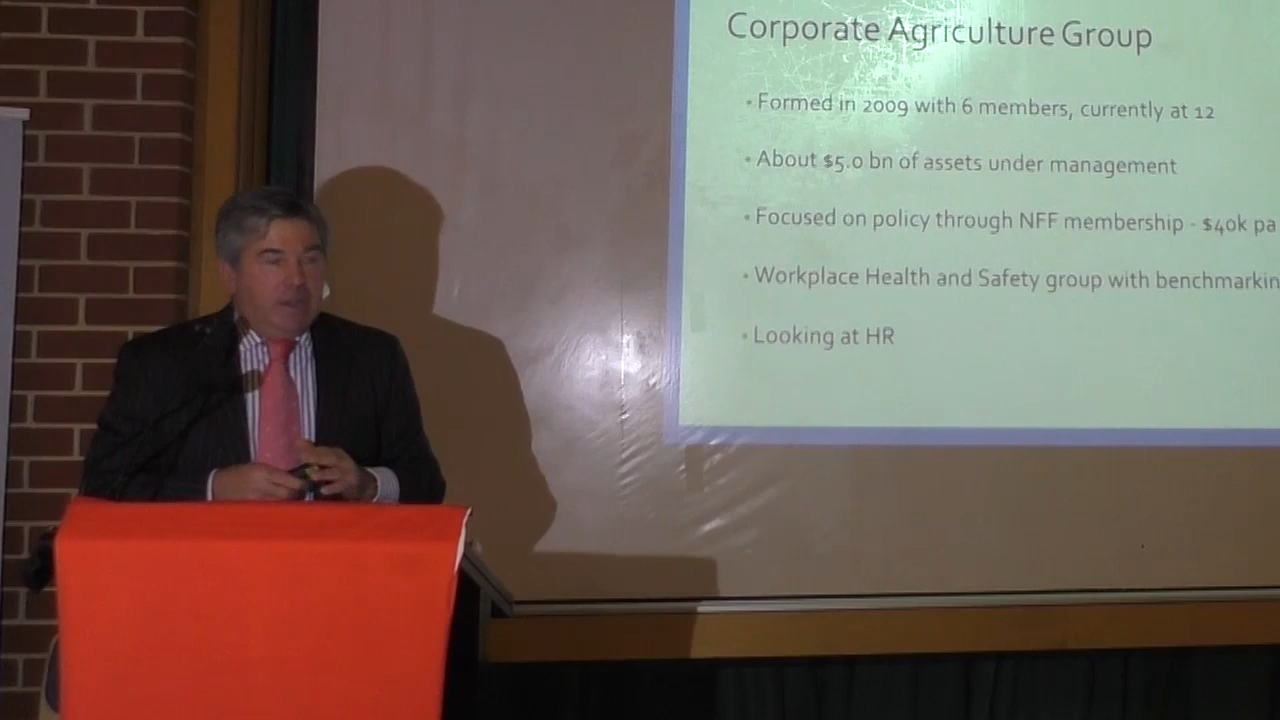 Corporate Agriculture Group
• Formed in 2009 with 6 members, currently at 12
• About $5.0 bn of assets under management
• Focused on policy through NFF membership - $40k pa
• Workplace Health and Safety group with benchmarkin
• Looking at HR